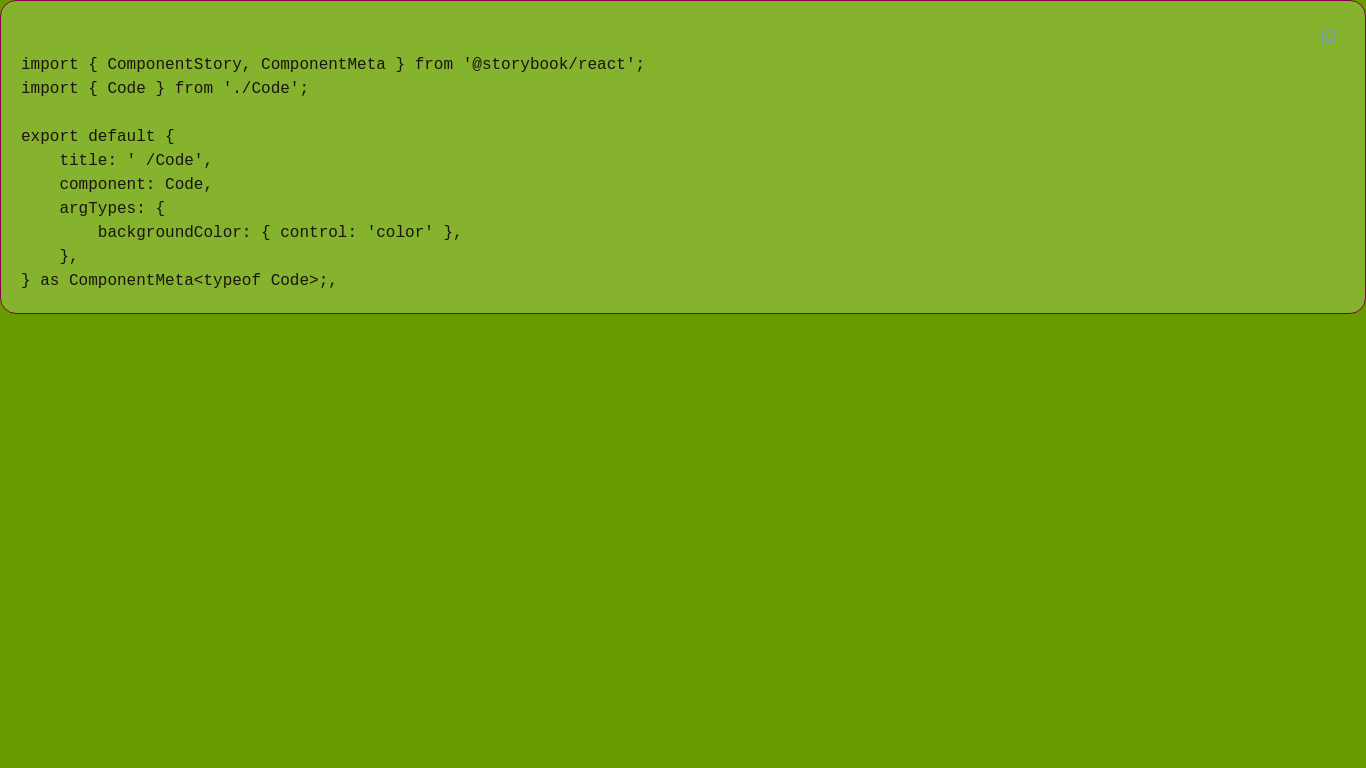 import { ComponentStory, ComponentMeta } from '@storybook/react';
import { Code } from './Code';

export default {
    title: ' /Code',
    component: Code,
    argTypes: {
        backgroundColor: { control: 'color' },
    },
} as ComponentMeta<typeof Code>;,